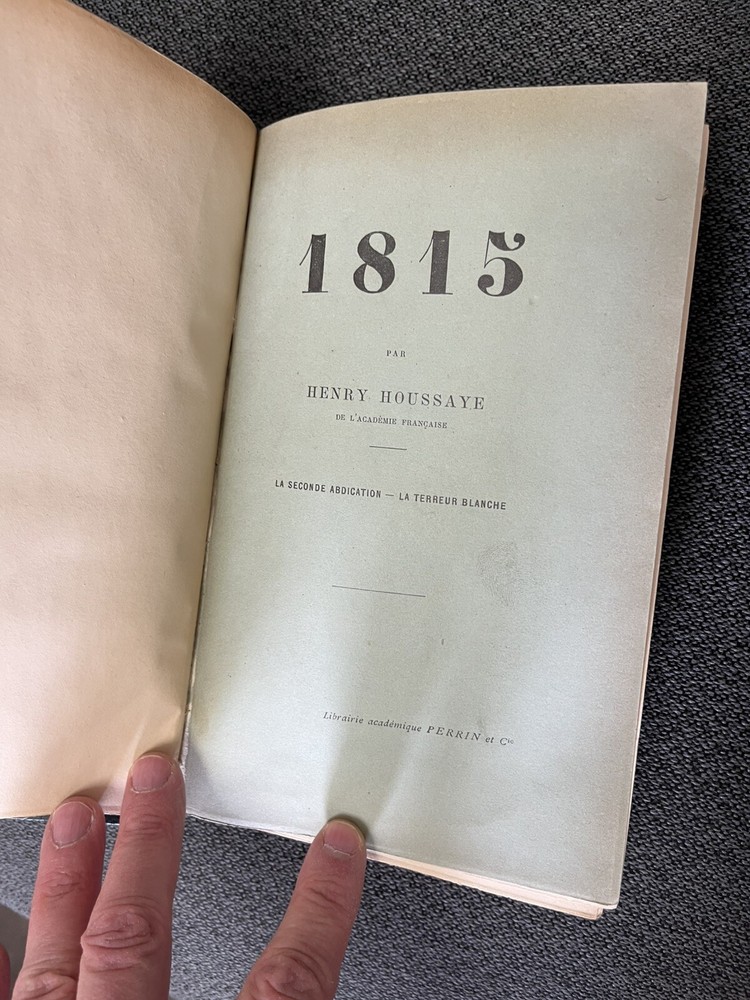 1815
PAR
HENRY HOUSSAYE
DE L'ACADÉMIE FRANÇAISE
LA SECONDE ABDICATION — LA TERREUR BLANCHE
Librairie académique PERRIN et Cie